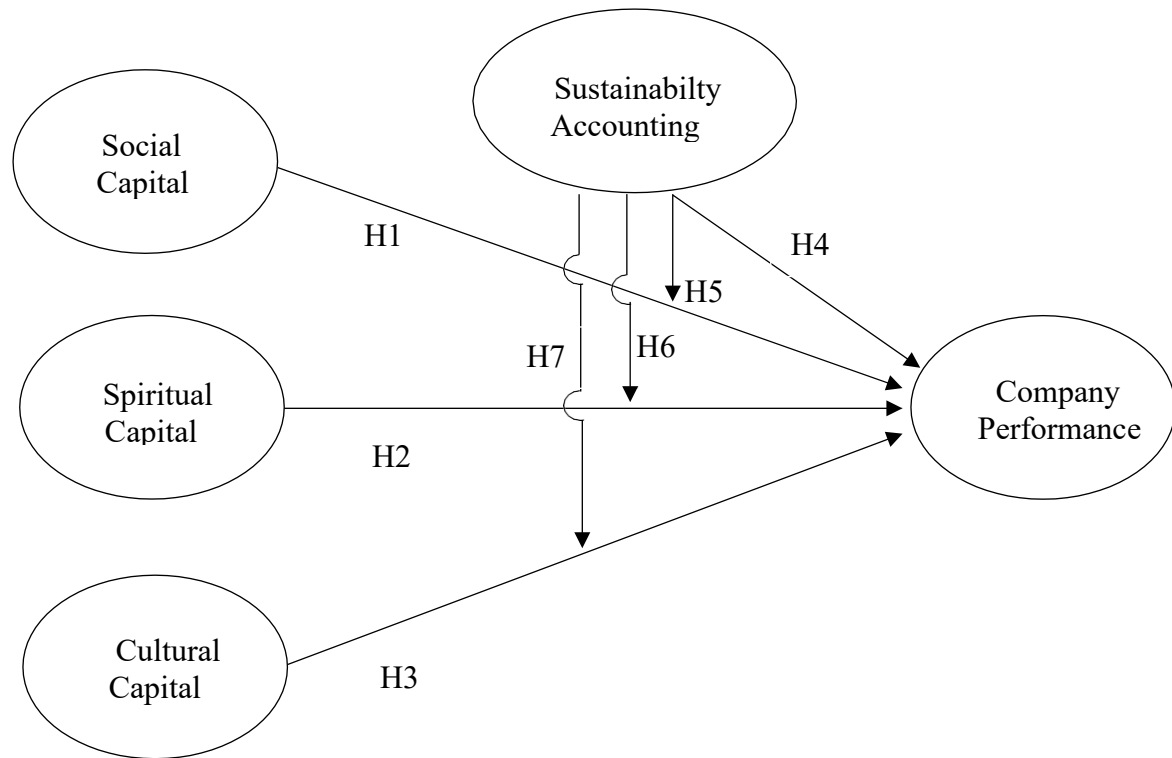 Sustainabilty
Accounting
Social
Capital
H1
H4
H5
H6
H7
Spiritual
Capital
H2
Company
Performance
Cultural
Capital
H3